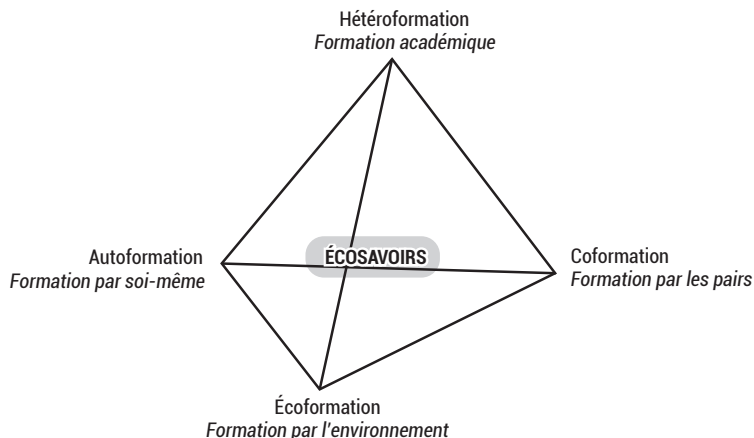 Hétéroformation
Formation académique
ÉCOSAVOIRS
Autoformation
Formation par soi-même
Coformation
Formation par les pairs
Écoformation
Formation par l'environnement